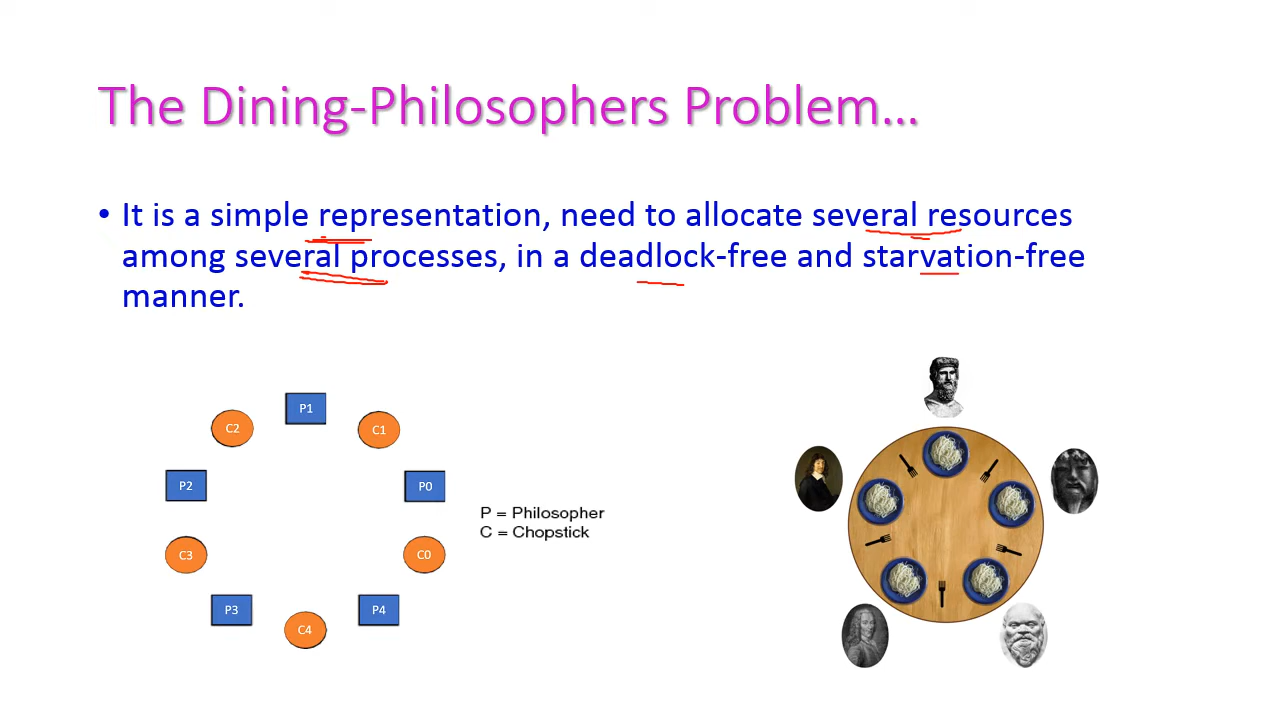 The Dining-Philosophers Problem...
• It is a simple representation, need to allocate several resources
among several processes, in a deadlock-free and starvation-free
manner.
P1
C2
C1
P2
P0
P = Philosopher
C = Chopstick
C3
C0
P3
P4
C4